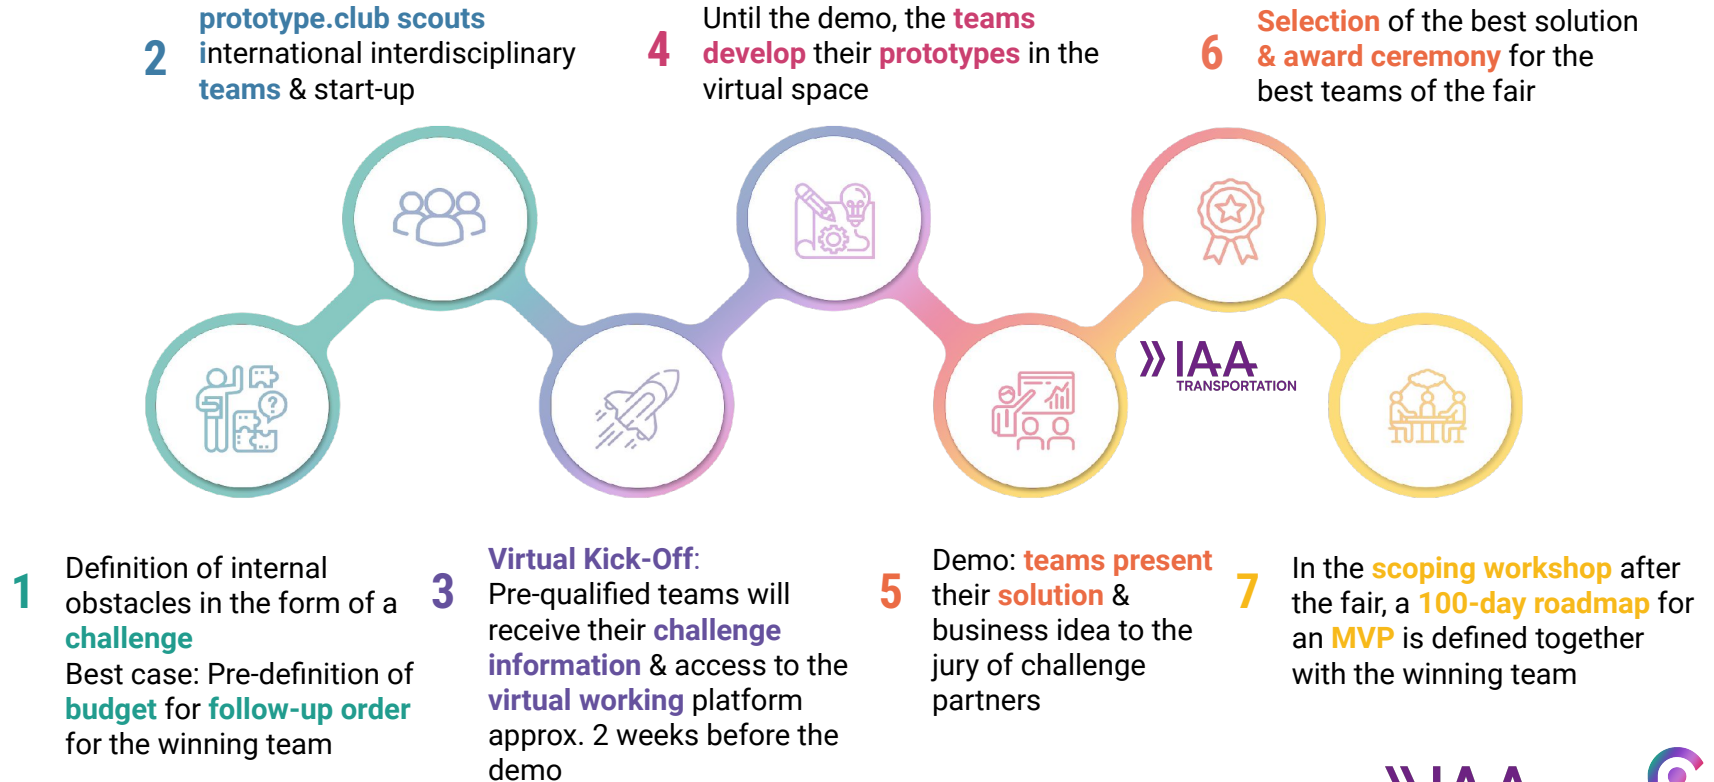 2
prototype.club scouts
international interdisciplinary
teams & start-up
4
Until the demo, the teams
develop their prototypes in the
virtual space
6
Selection of the best solution
& award ceremony for the
best teams of the fair
?
IAA
TRANSPORTATION
1
Definition of internal
obstacles in the form of a
challenge
Best case: Pre-definition of
budget for follow-up order
for the winning team
3
Virtual Kick-Off:
Pre-qualified teams will
receive their challenge
information & access to the
virtual working platform
approx. 2 weeks before the
demo
5
Demo: teams present
their solution &
business idea to the
jury of challenge
partners
7
In the scoping workshop after
the fair, a 100-day roadmap for
an MVP is defined together
with the winning team
IAA